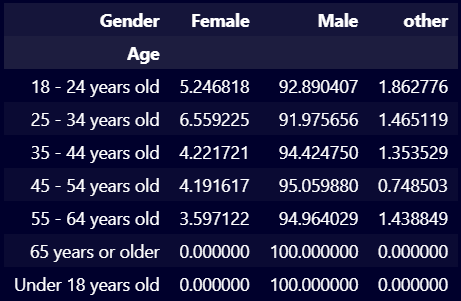 Gender Female Male other
Age
18 - 24 years old 5.246818 92.890407 1.862776
25 - 34 years old 6.559225 91.975656 1.465119
35 - 44 years old 4.221721 94.424750 1.353529
45 - 54 years old 4.191617 95.059880 0.748503
55 - 64 years old 3.597122 94.964029 1.438849
65 years or older 0.000000 100.000000 0.000000
Under 18 years old 0.000000 100.000000 0.000000